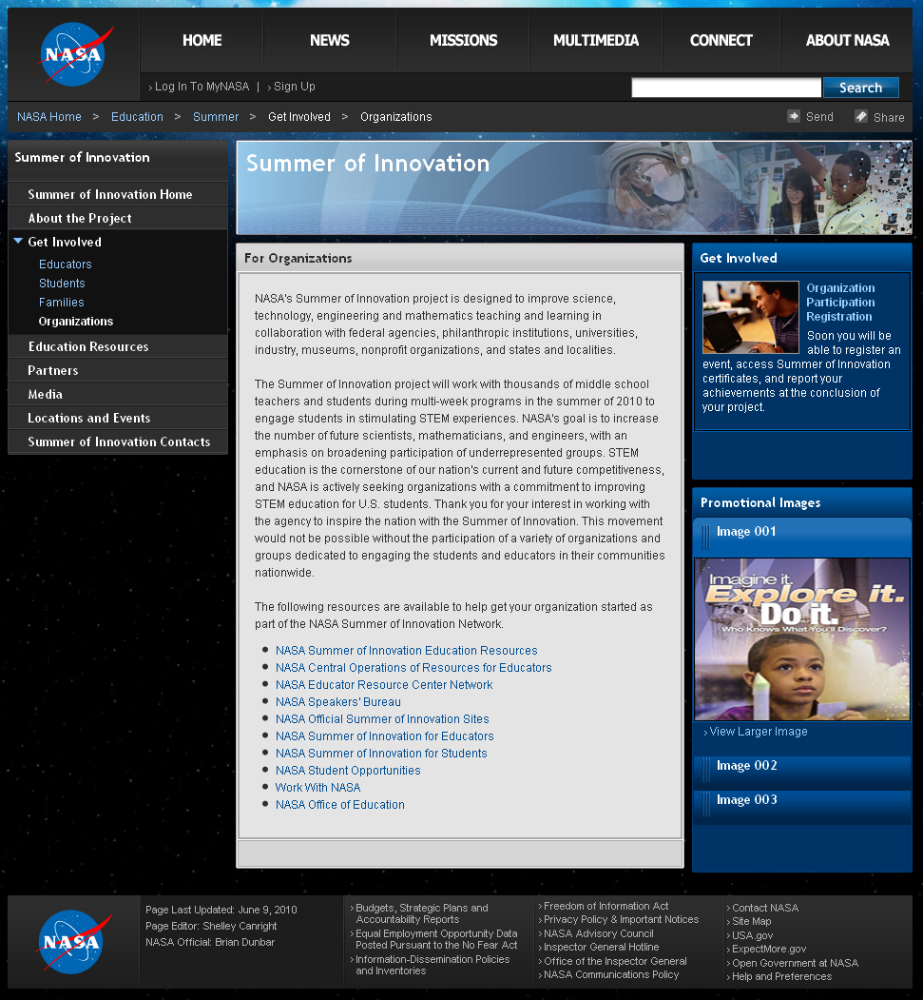 NASA
HOME
NEWS
MISSIONS
MULTIMEDIA
CONNECT
ABOUT NASA
› Log In To MyNASA | › Sign Up
Search
NASA Home > Education > Summer > Get Involved > Organizations
Send
Share
Summer of Innovation
Summer of Innovation Home
About the Project
Get Involved
Educators
Students
Families
Organizations
Education Resources
Partners
Media
Locations and Events
Summer of Innovation Contacts
Summer of Innovation
For Organizations
NASA's Summer of Innovation project is designed to improve science,
technology, engineering and mathematics teaching and learning in
collaboration with federal agencies, philanthropic institutions, universities,
industry, museums, nonprofit organizations, and states and localities.
The Summer of Innovation project will work with thousands of middle school
teachers and students during multi-week programs in the summer of 2010 to
engage students in stimulating STEM experiences. NASA's goal is to increase
the number of future scientists, mathematicians, and engineers, with an
emphasis on broadening participation of underrepresented groups. STEM
education is the cornerstone of our nation's current and future competitiveness,
and NASA is actively seeking organizations with a commitment to improving
STEM education for U.S. students. Thank you for your interest in working with
the agency to inspire the nation with the Summer of Innovation. This movement
would not be possible without the participation of a variety of organizations and
groups dedicated to engaging the students and educators in their communities
nationwide.
The following resources are available to help get your organization started as
part of the NASA Summer of Innovation Network.
NASA Summer of Innovation Education Resources
NASA Central Operations of Resources for Educators
NASA Educator Resource Center Network
NASA Speakers' Bureau
NASA Official Summer of Innovation Sites
NASA Summer of Innovation for Educators
NASA Summer of Innovation for Students
NASA Student Opportunities
Work With NASA
NASA Office of Education
Get Involved
Organization
Participation
Registration
Soon you will be
able to register an
event, access Summer of Innovation
certificates, and report your
achievements at the conclusion of
your project.
Promotional Images
Image 001
Imagine it.
Explore it.
Do it.
Who Knows What You'll Discover?
› View Larger Image
Image 002
Image 003
NASA
Page Last Updated: June 9, 2010
Page Editor: Shelley Canright
NASA Official: Brian Dunbar
› Budgets, Strategic Plans and
Accountability Reports
› Equal Employment Opportunity Data
Posted Pursuant to the No Fear Act
› Information-Dissemination Policies
and Inventories
› Freedom of Information Act
› Privacy Policy & Important Notices
› NASA Advisory Council
› Inspector General Hotline
› Office of the Inspector General
› NASA Communications Policy
› Contact NASA
› Site Map
› USA.gov
› ExpectMore.gov
› Open Government at NASA
› Help and Preferences